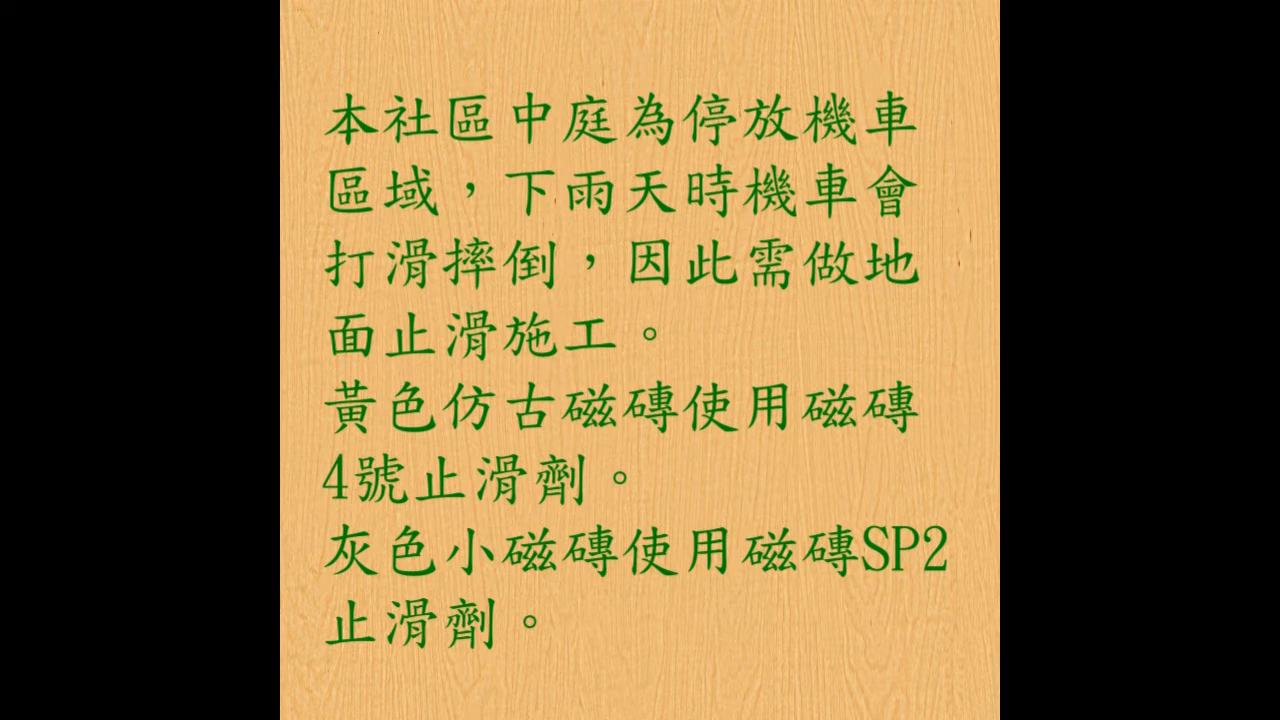 本社區中庭為停放機車
區域，下雨天時機車會
打滑摔倒，因此需做地
面止滑施工。
黃色仿古磁磚使用磁磚
4號止滑劑。
灰色小磁磚使用磁磚SP2
止滑劑。